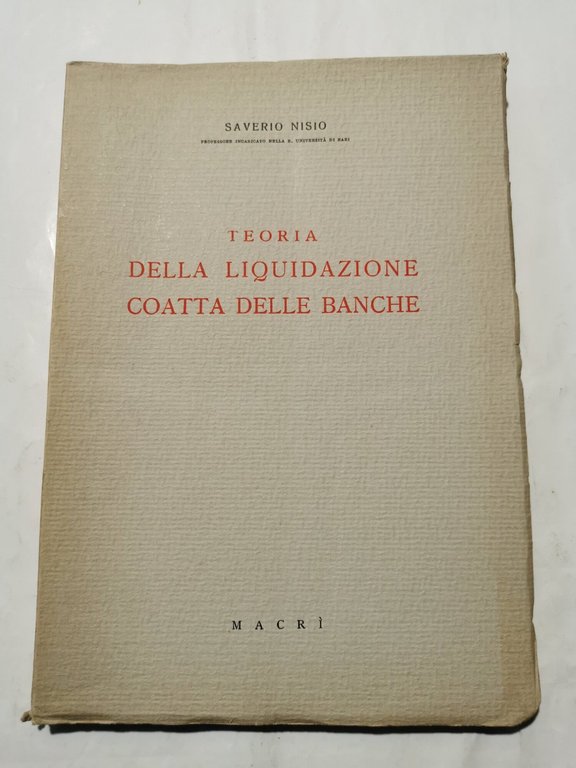 SAVERIO NISIO
PROFESSORE INCARICATO NELLA R. UNIVERSITÀ DI BARI
TEORIA
DELLA LIQUIDAZIONE
COATTA DELLE BANCHE
MACRÌ